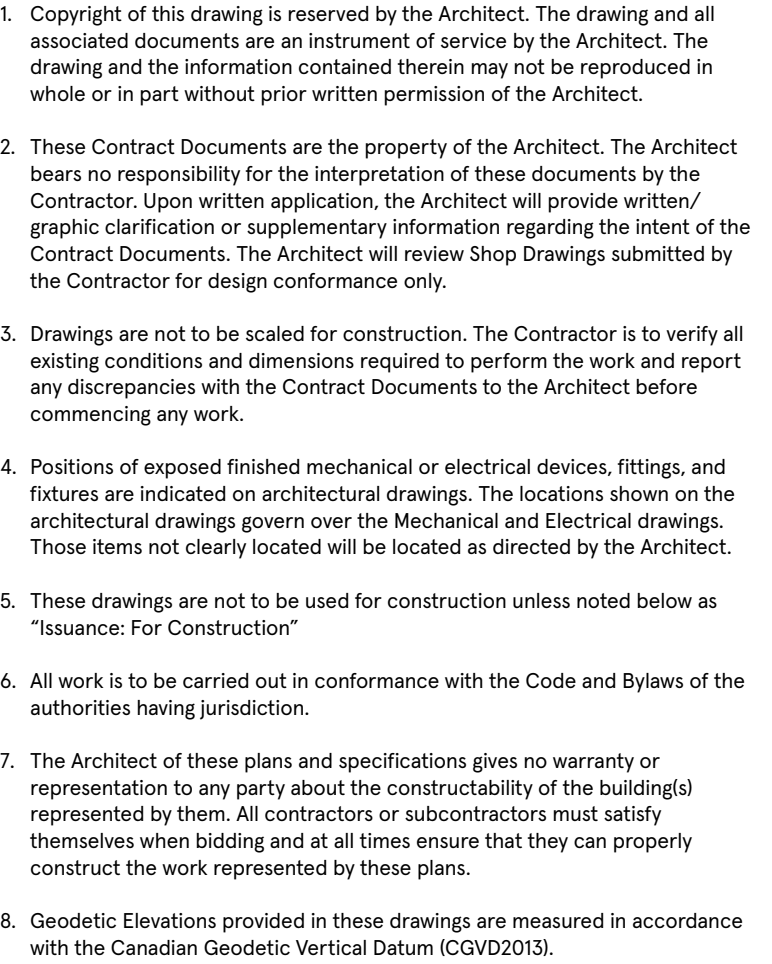 1. Copyright of this drawing is reserved by the Architect. The drawing and all
associated documents are an instrument of service by the Architect. The
drawing and the information contained therein may not be reproduced in
whole or in part without prior written permission of the Architect.
2. These Contract Documents are the property of the Architect. The Architect
bears no responsibility for the interpretation of these documents by the
Contractor. Upon written application, the Architect will provide written/
graphic clarification or supplementary information regarding the intent of the
Contract Documents. The Architect will review Shop Drawings submitted by
the Contractor for design conformance only.
3. Drawings are not to be scaled for construction. The Contractor is to verify all
existing conditions and dimensions required to perform the work and report
any discrepancies with the Contract Documents to the Architect before
commencing any work.
4. Positions of exposed finished mechanical or electrical devices, fittings, and
fixtures are indicated on architectural drawings. The locations shown on the
architectural drawings govern over the Mechanical and Electrical drawings.
Those items not clearly located will be located as directed by the Architect.
5. These drawings are not to be used for construction unless noted below as
“Issuance: For Construction”
6. All work is to be carried out in conformance with the Code and Bylaws of the
authorities having jurisdiction.
7. The Architect of these plans and specifications gives no warranty or
representation to any party about the constructability of the building(s)
represented by them. All contractors or subcontractors must satisfy
themselves when bidding and at all times ensure that they can properly
construct the work represented by these plans.
8. Geodetic Elevations provided in these drawings are measured in accordance
with the Canadian Geodetic Vertical Datum (CGVD2013).